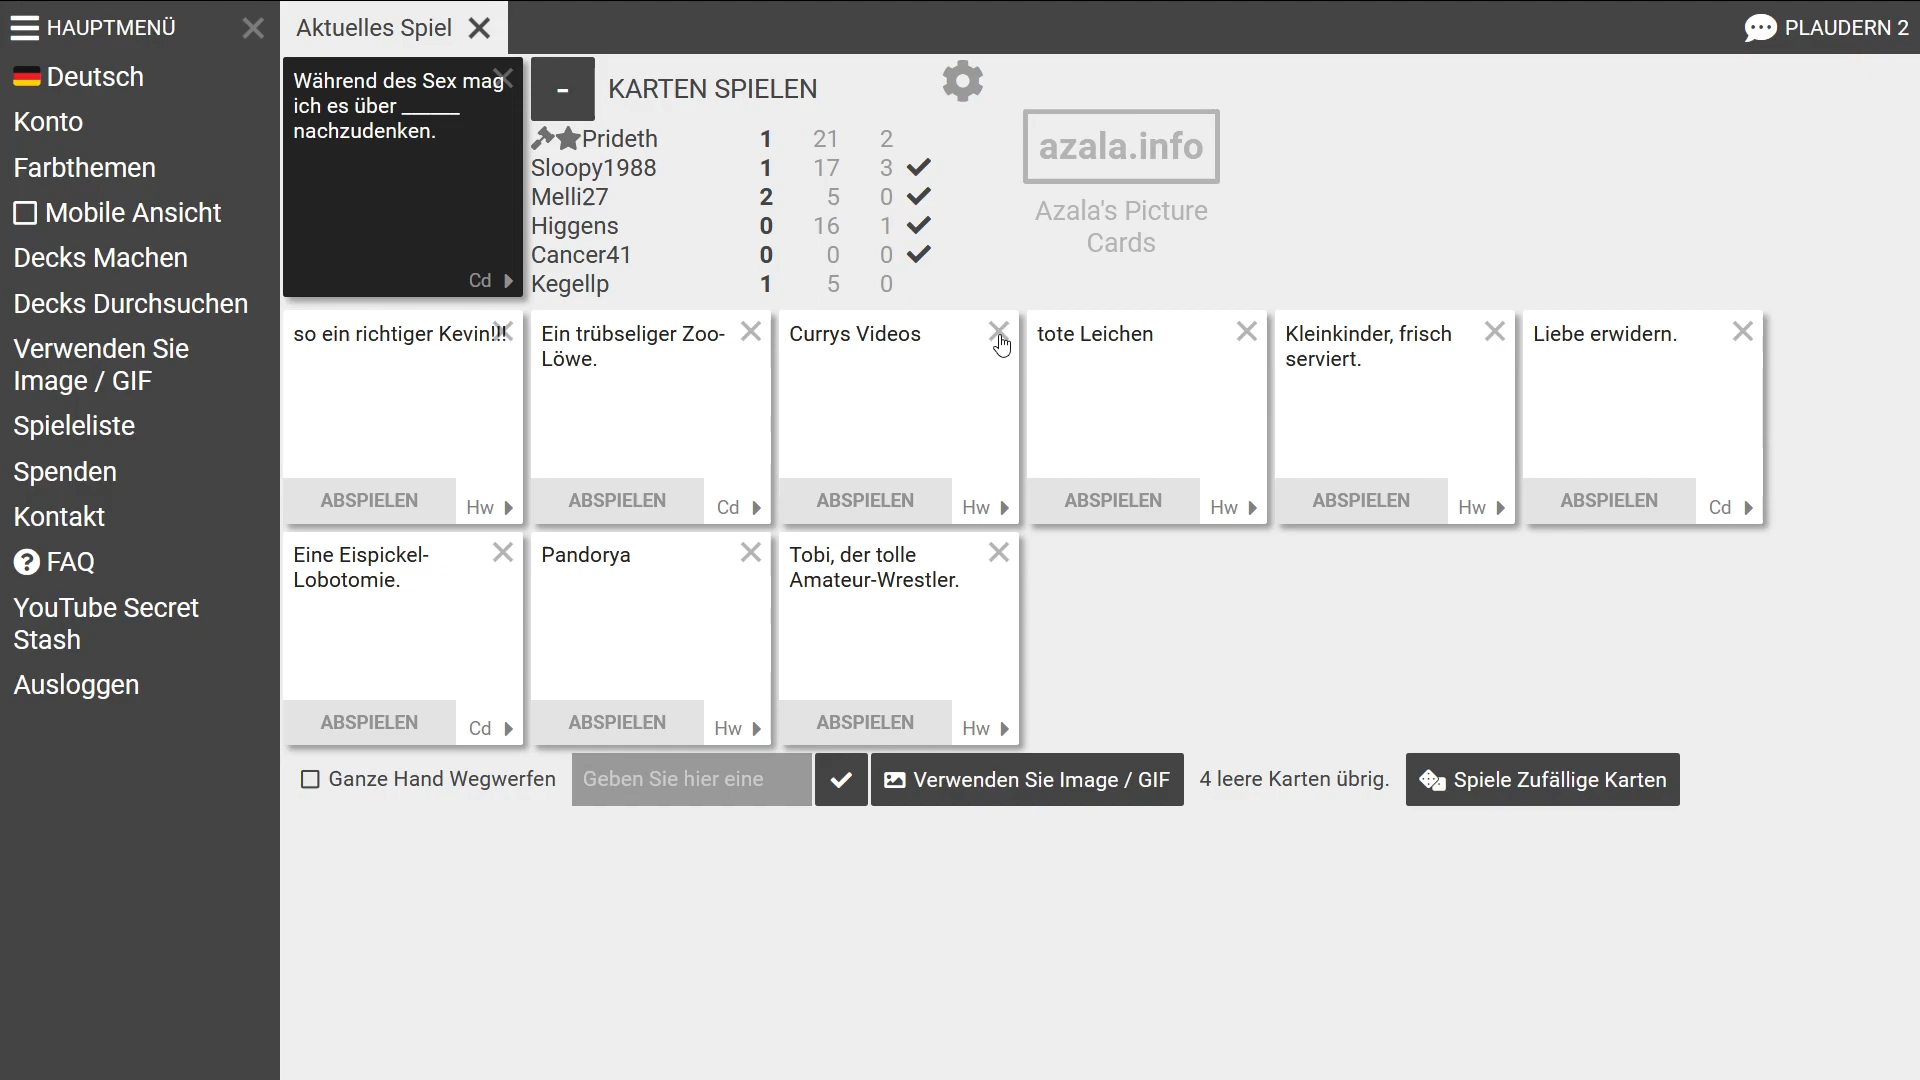 HAUPTMENÜ
Aktuelles Spiel
PLAUDERN 2
Deutsch
Konto
Farbthemen
Mobile Ansicht
Decks Machen
Decks Durchsuchen
Verwenden Sie
Image / GIF
Spieleliste
Spenden
Kontakt
FAQ
YouTube Secret
Stash
Ausloggen
Während des Sex mag
ich es über ______
nachzudenken.
Cd
-
KARTEN SPIELEN
Prideth 1 21 2
Sloopy1988 1 17 3
Melli27 2 5 0
Higgens 0 16 1
Cancer41 0 0 0
Kegellp 1 5 0
azala.info
Azala's Picture
Cards
so ein richtiger Kevin!!!
ABSPIELEN
Hw
Ein trübseliger Zoo-
Löwe.
ABSPIELEN
Cd
Currys Videos
ABSPIELEN
Hw
tote Leichen
ABSPIELEN
Hw
Kleinkinder, frisch
serviert.
ABSPIELEN
Hw
Liebe erwidern.
ABSPIELEN
Cd
Eine Eispickel-
Lobotomie.
ABSPIELEN
Cd
Pandorya
ABSPIELEN
Hw
Tobi, der tolle
Amateur-Wrestler.
ABSPIELEN
Hw
Ganze Hand Wegwerfen
Geben Sie hier eine
Verwenden Sie Image / GIF
4 leere Karten übrig.
Spiele Zufällige Karten